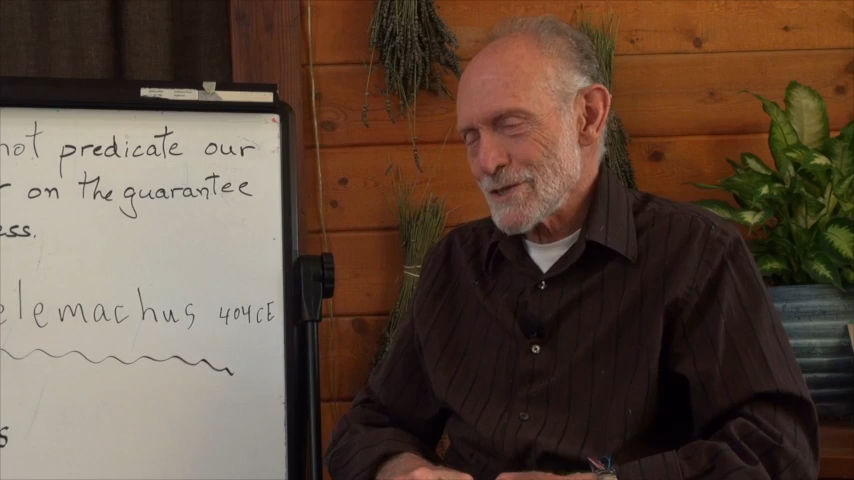 not predicate our
r on the guarantee
ess.
elemachus 404CE
s